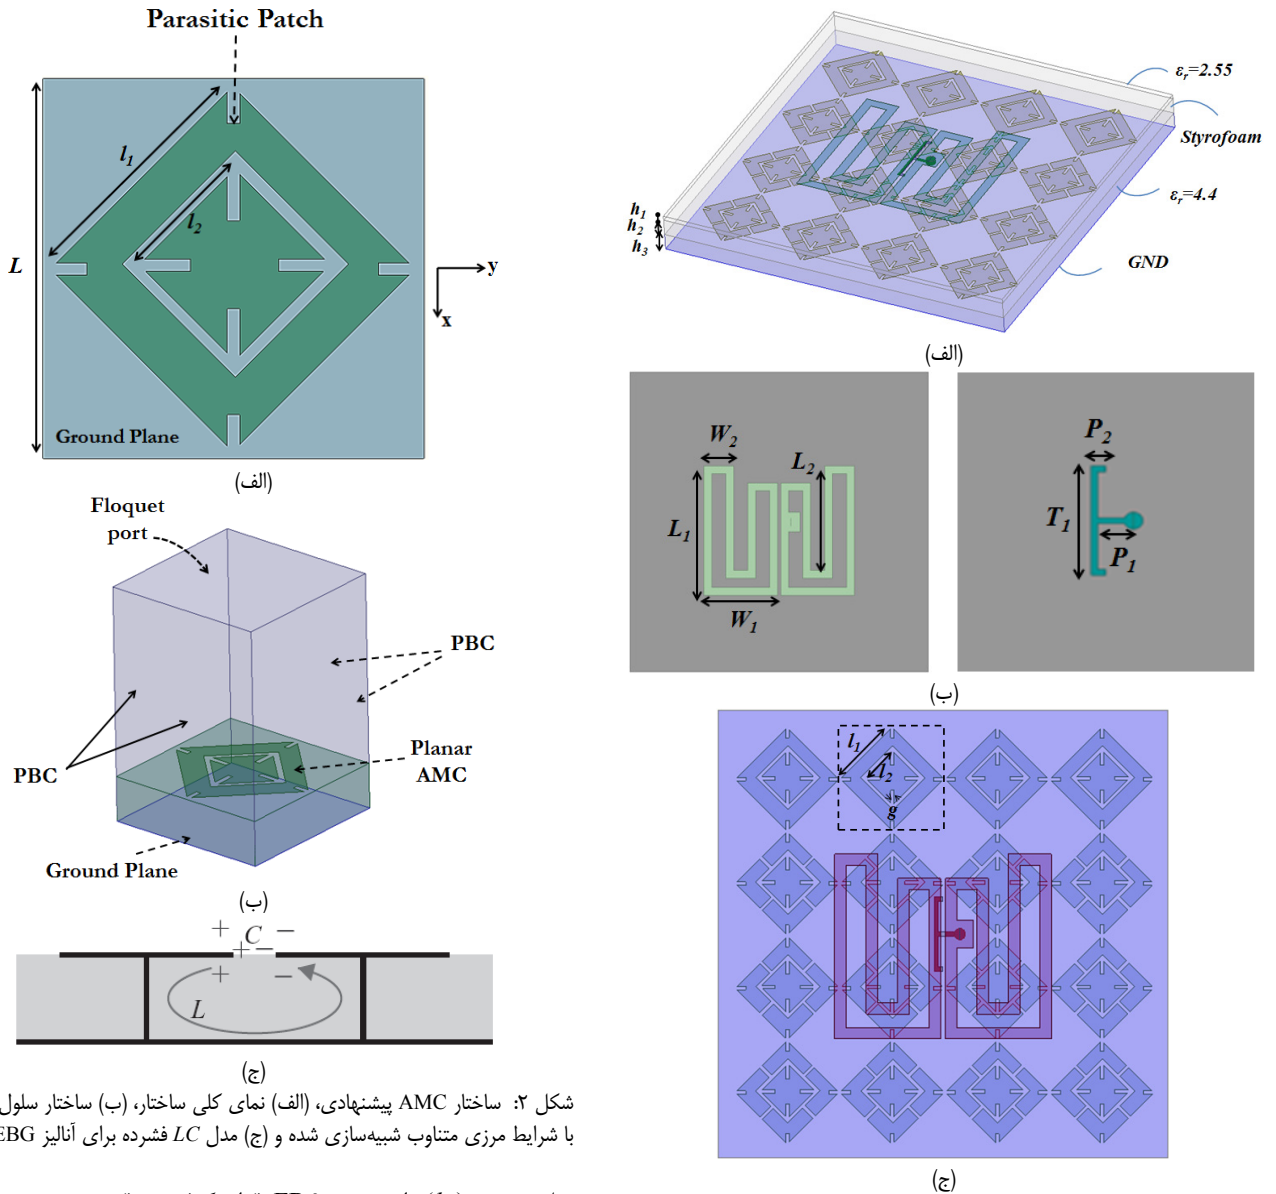 Parasitic Patch
l1
l2
L
y
x
Ground Plane
(الف)
Floquet
port
PBC
PBC
Planar
AMC
Ground Plane
(ب)
+ C −
+ −
+ −
L
(ج)
شکل ۲: ساختار AMC پیشنهادی، (الف) نمای کلی ساختار، (ب) ساختار سلول
با شرایط مرزی متناوب شبیه‌سازی شده و (ج) مدل LC فشرده برای آنالیز EBG
εr=2.55
Styrofoam
εr=4.4
GND
h1
h2
h3
(الف)
W2
L2
L1
W1
P2
T1
P1
(ب)
l1
l2
g
(ج)